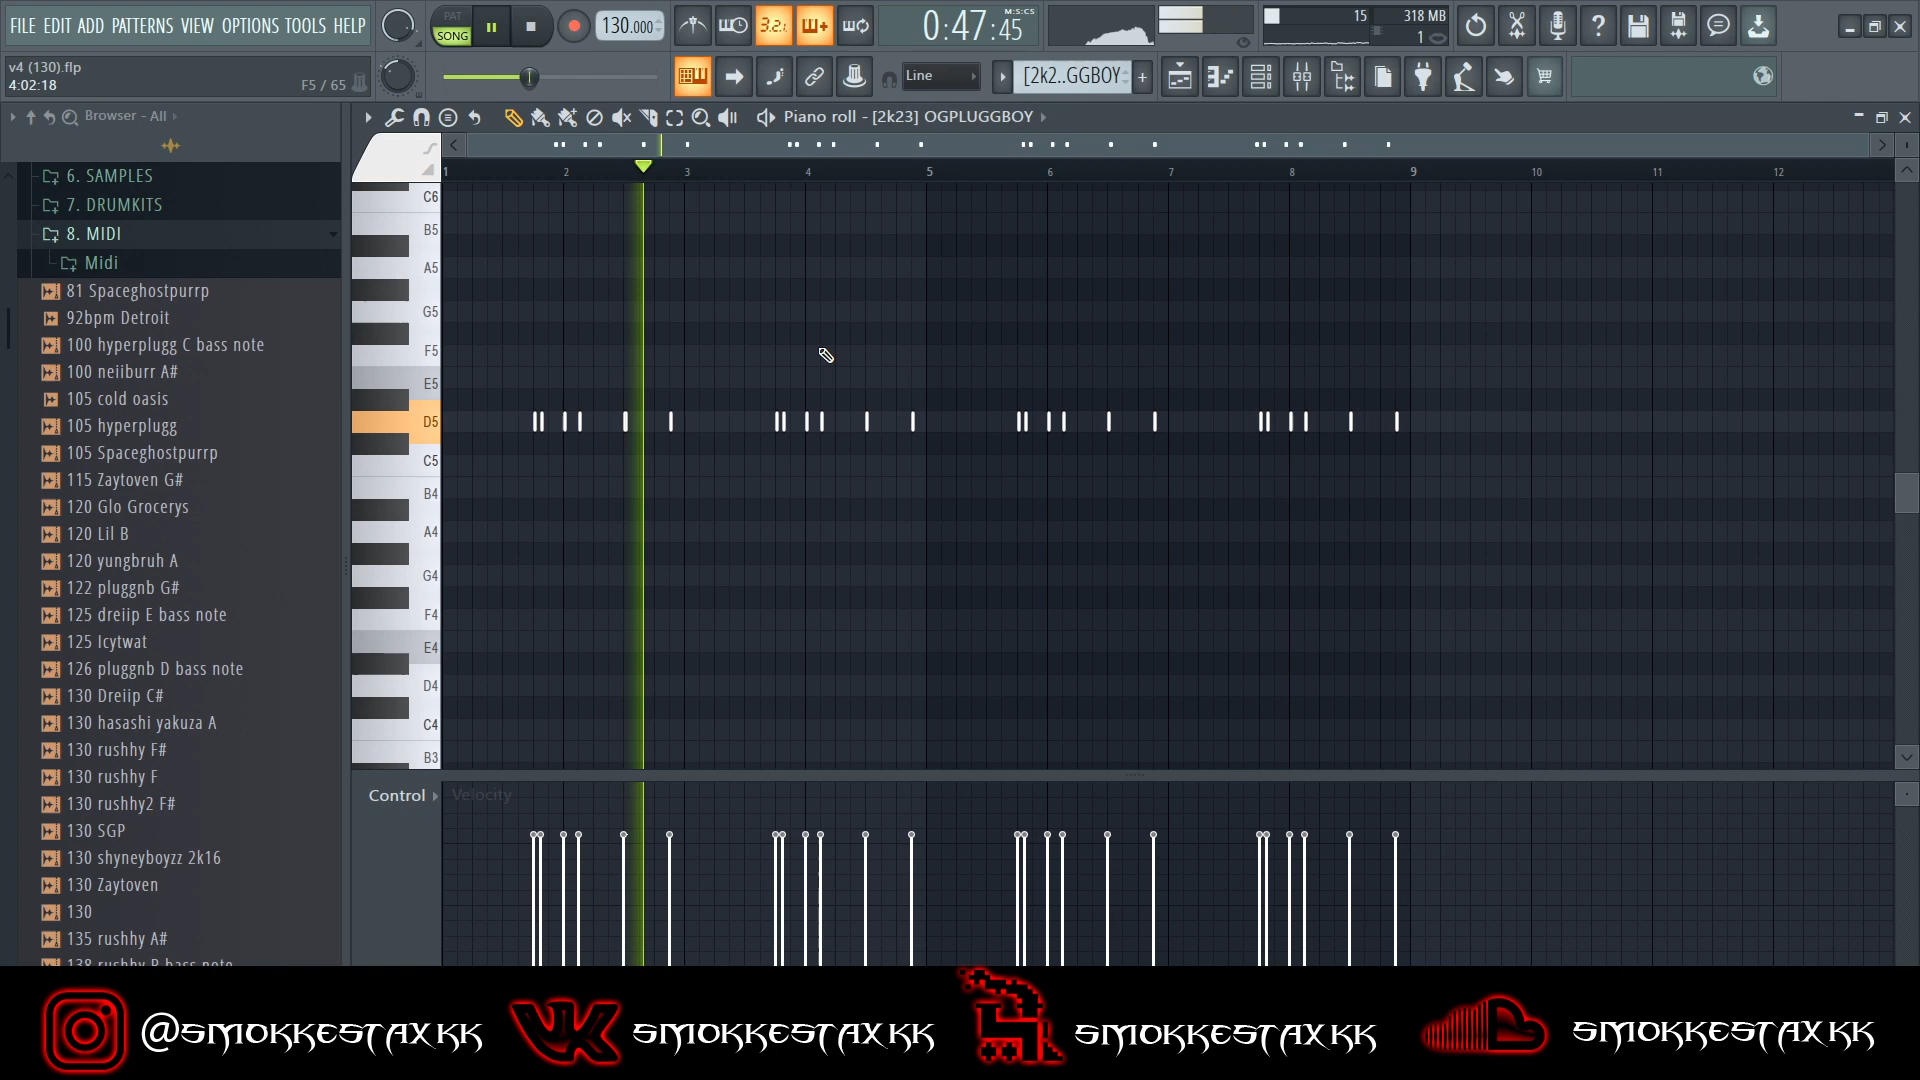 FILE EDIT ADD PATTERNS VIEW OPTIONS TOOLS HELP
PAT
SONG
130.000
3.2.
0:47:45
M:S:CS
15
318 MB
1
v4 (130).flp
4:02:18
F5 / 65
Line
[2k2..GGBOY
Browser - All
Piano roll - [2k23] OGPLUGGBOY
1 2 3 4 5 6 7 8 9 10 11 12
6. SAMPLES
7. DRUMKITS
8. MIDI
Midi
81 Spaceghostpurrp
92bpm Detroit
100 hyperplugg C bass note
100 neiiburr A#
105 cold oasis
105 hyperplugg
105 Spaceghostpurrp
115 Zaytoven G#
120 Glo Grocerys
120 Lil B
120 yungbruh A
122 pluggnb G#
125 dreiip E bass note
125 Icytwat
126 pluggnb D bass note
130 Dreiip C#
130 hasashi yakuza A
130 rushhy F#
130 rushhy F
130 rushhy2 F#
130 SGP
130 shyneyboyzz 2k16
130 Zaytoven
130
135 rushhy A#
138 rushhy B bass note
C6
B5
A5
G5
F5
E5
D5
C5
B4
A4
G4
F4
E4
D4
C4
B3
Control
Velocity
@SMOKKESTAXKK
SMOKKESTAXKK
SMOKKESTAXKK
SMOKKESTAXKK